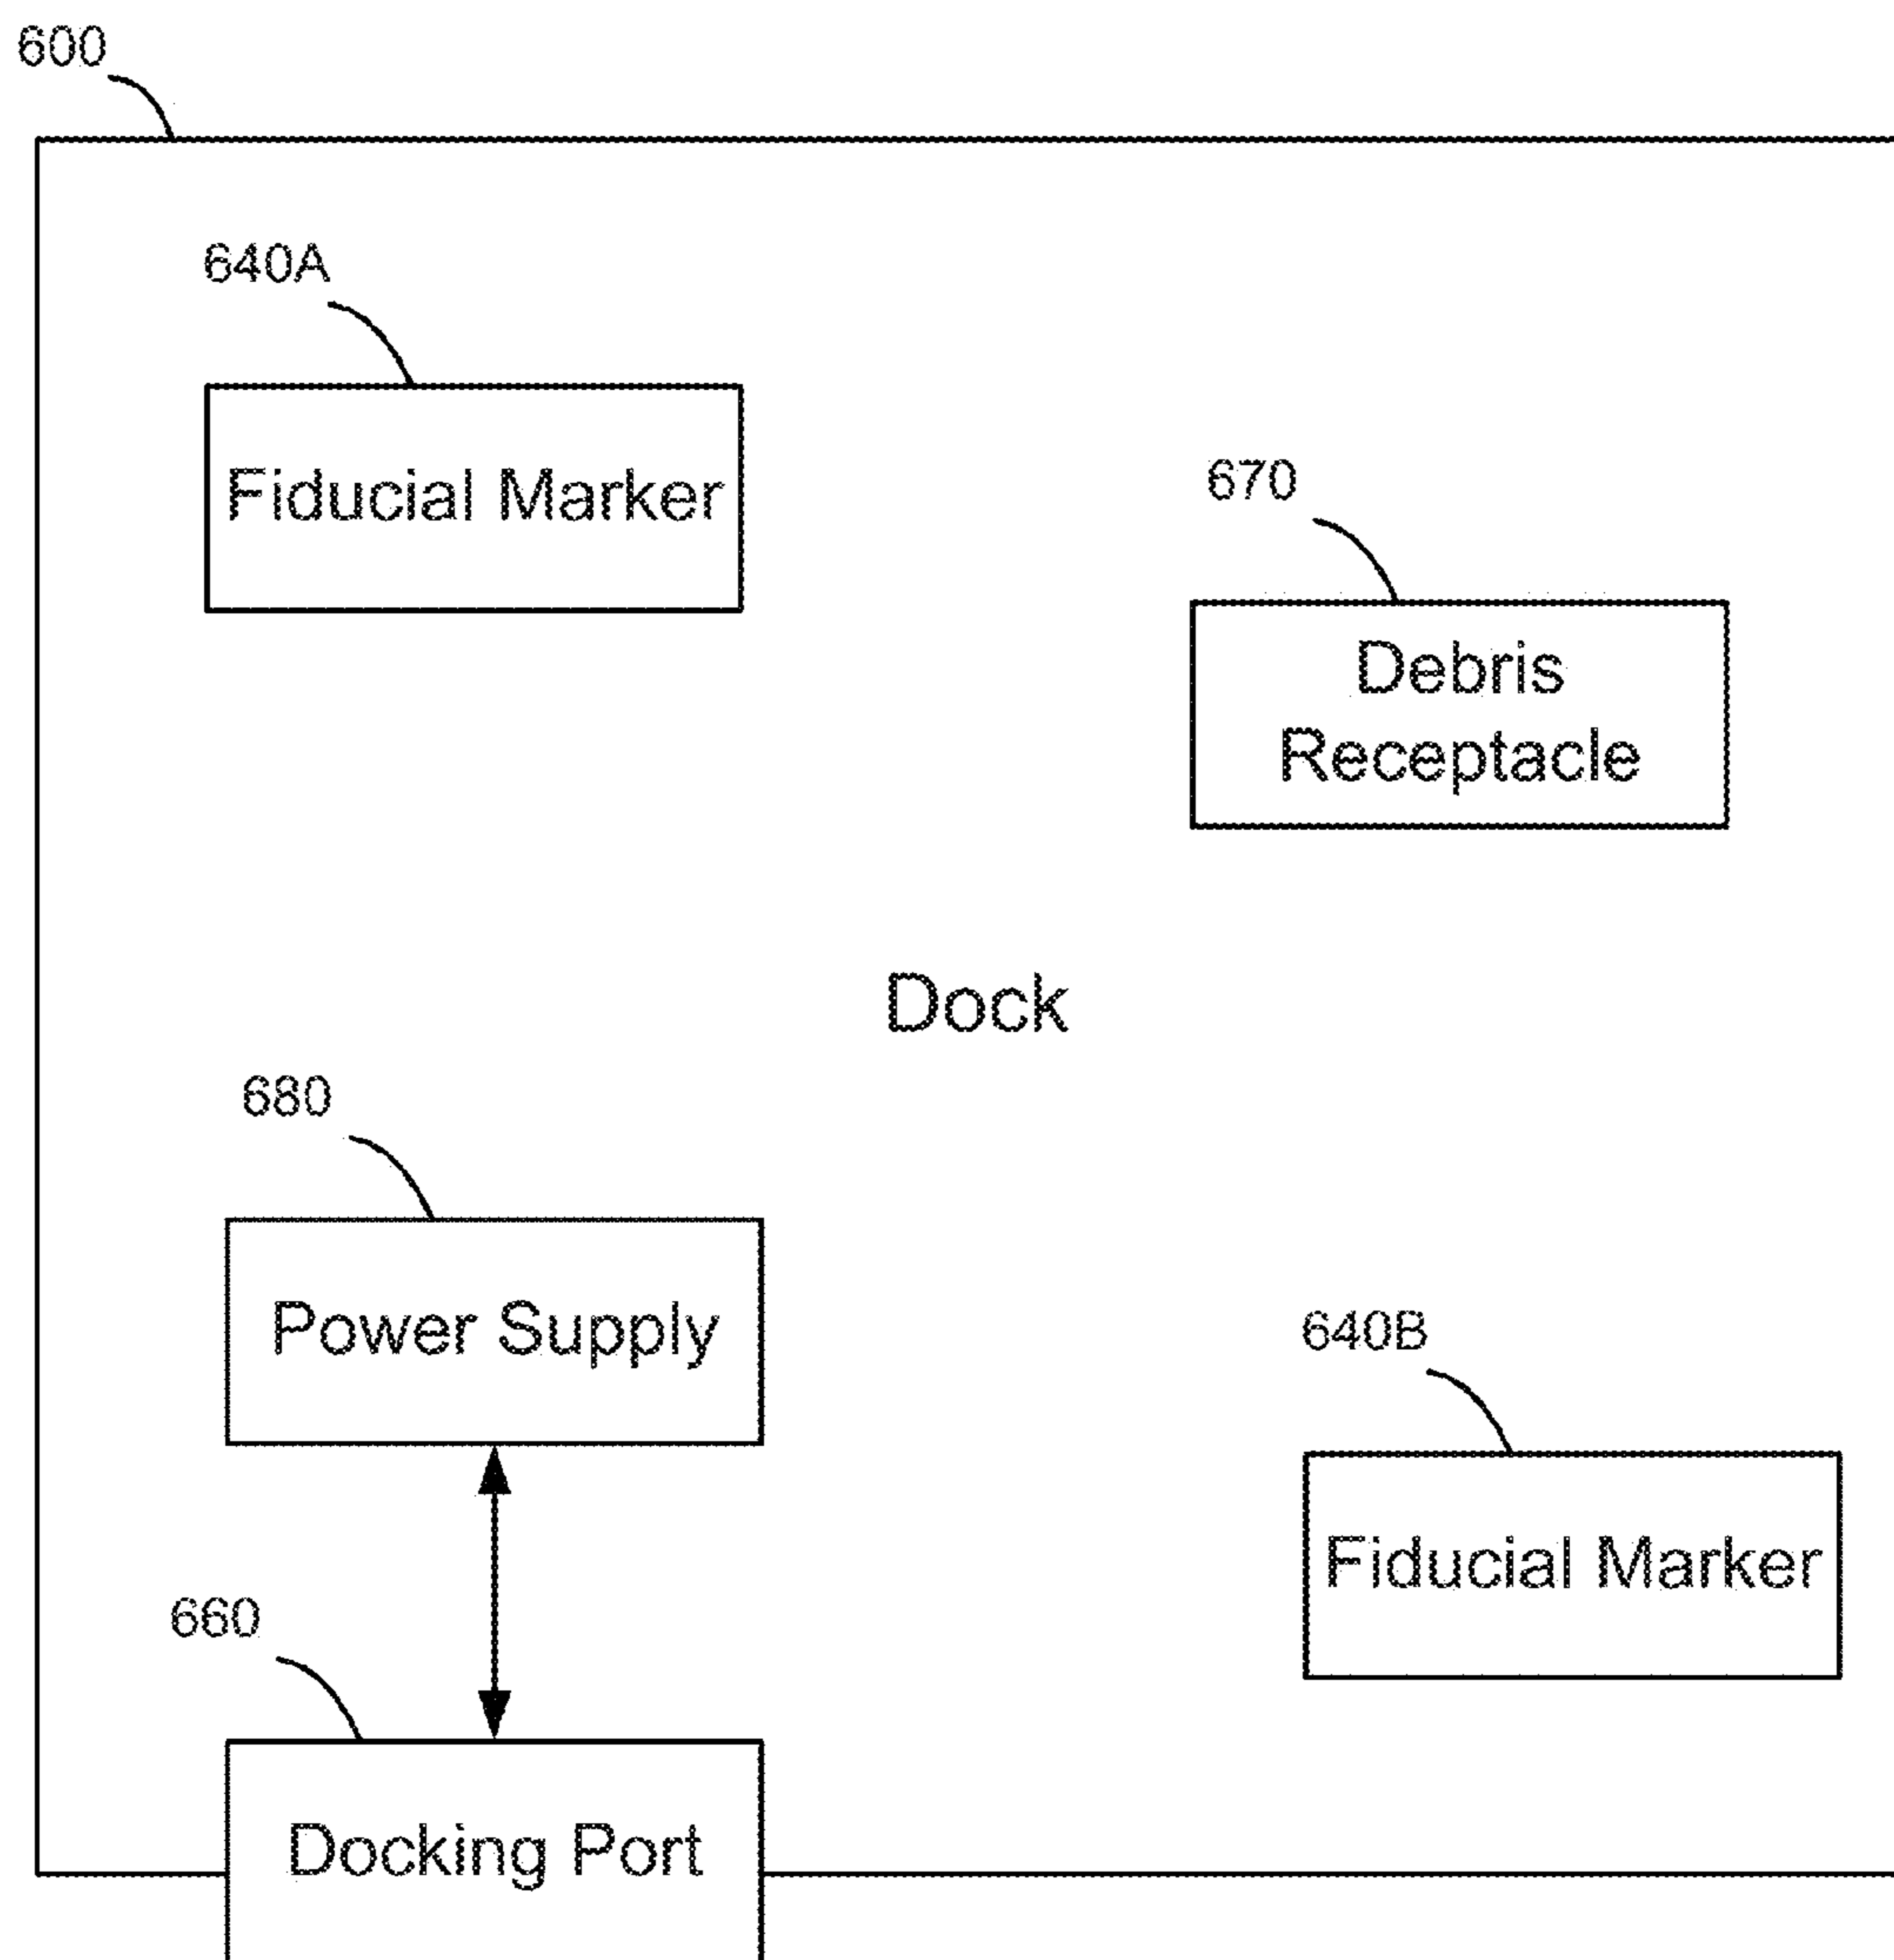 600
640A
Fiducial Marker
670
Debris
Receptacle
Dock
680
Power Supply
640B
Fiducial Marker
660
Docking Port